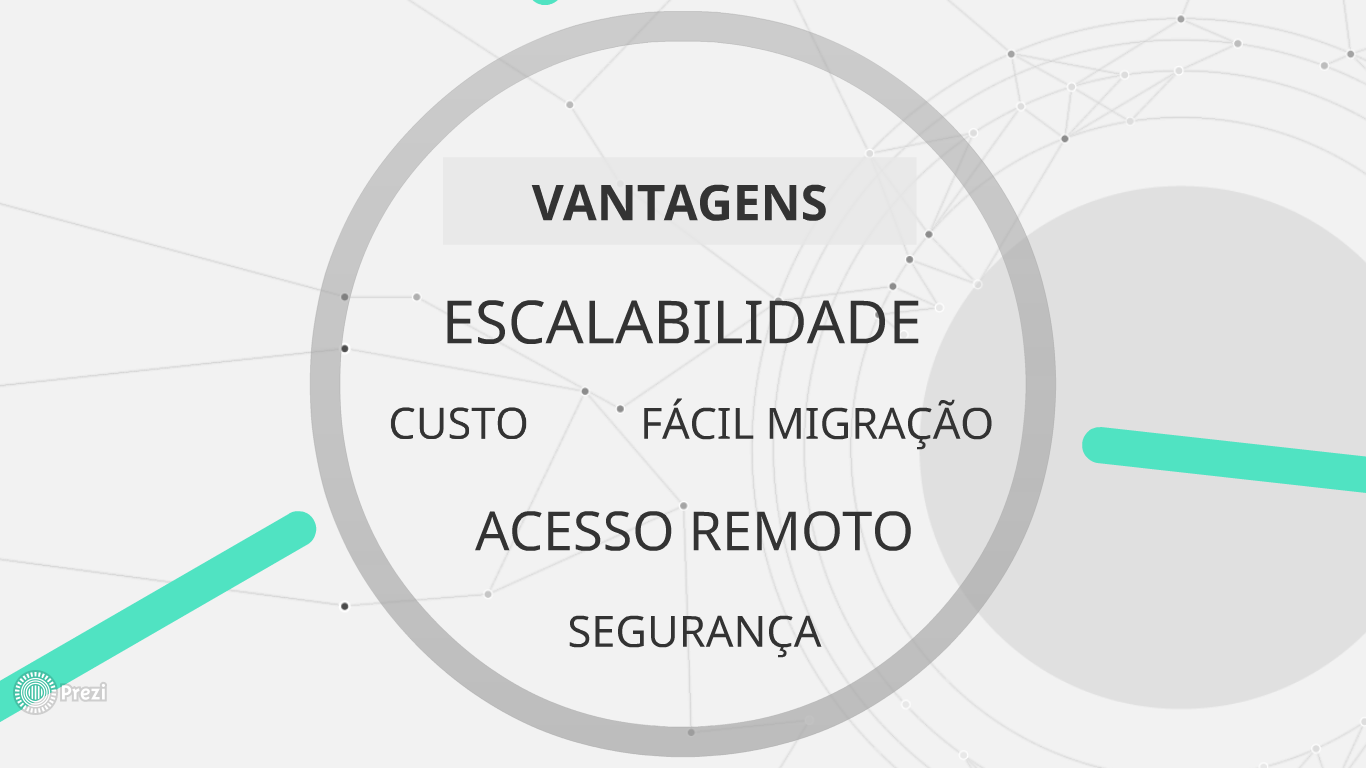 VANTAGENS
ESCALABILIDADE
CUSTO
FÁCIL MIGRAÇÃO
ACESSO REMOTO
SEGURANÇA
Prezi